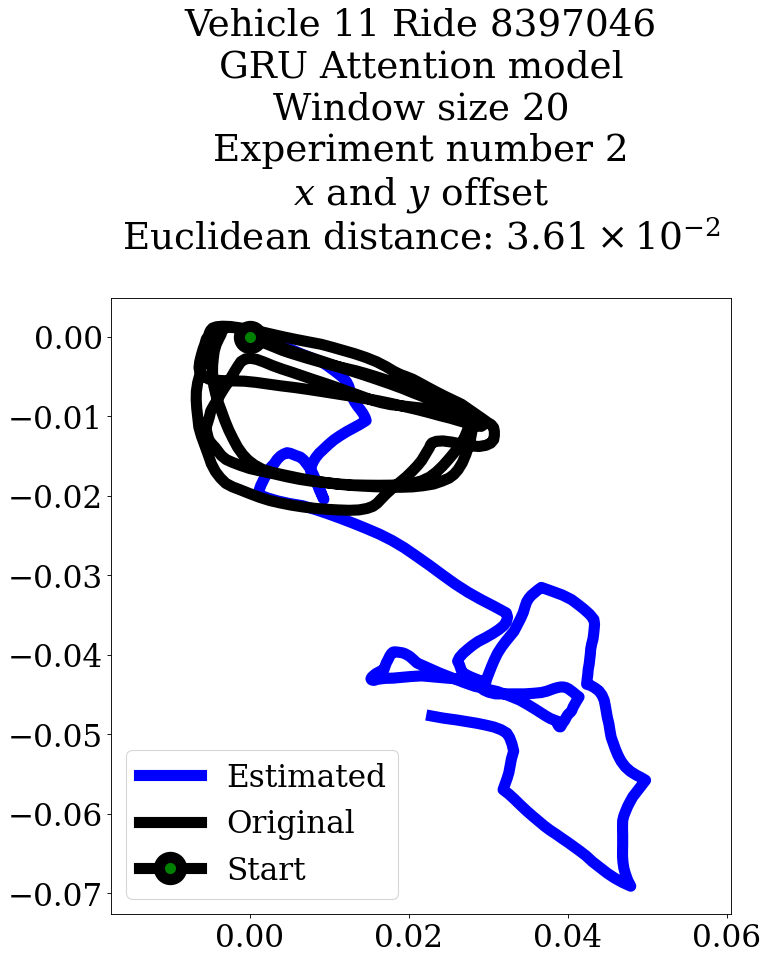 Vehicle 11 Ride 8397046
GRU Attention model
Window size 20
Experiment number 2
x and y offset
Euclidean distance: 3.61 × 10⁻²
0.00
−0.01
−0.02
−0.03
−0.04
−0.05
−0.06
−0.07
Estimated
Original
Start
0.00 0.02 0.04 0.06